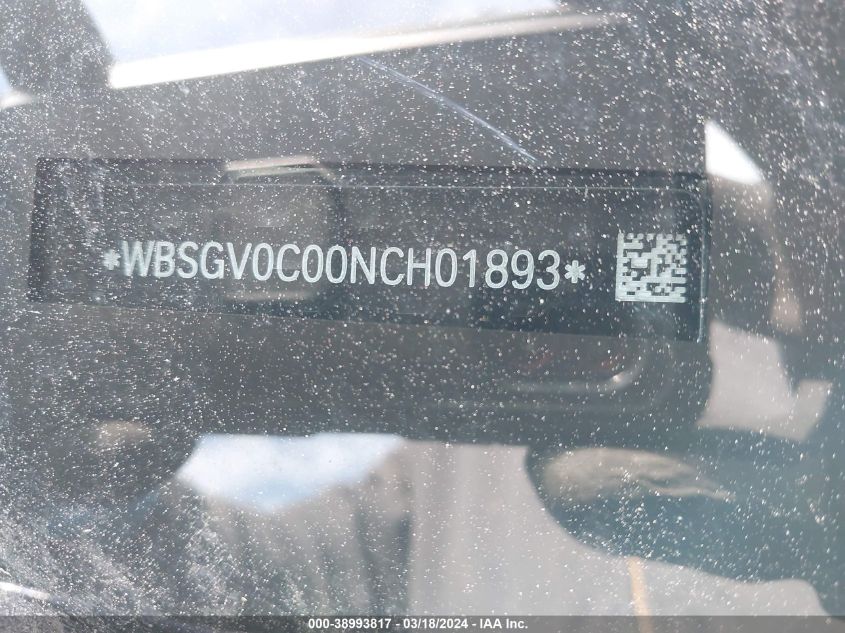 *WBSGV0C00NCH01893*
000-38993817 - 03/18/2024 - IAA Inc.